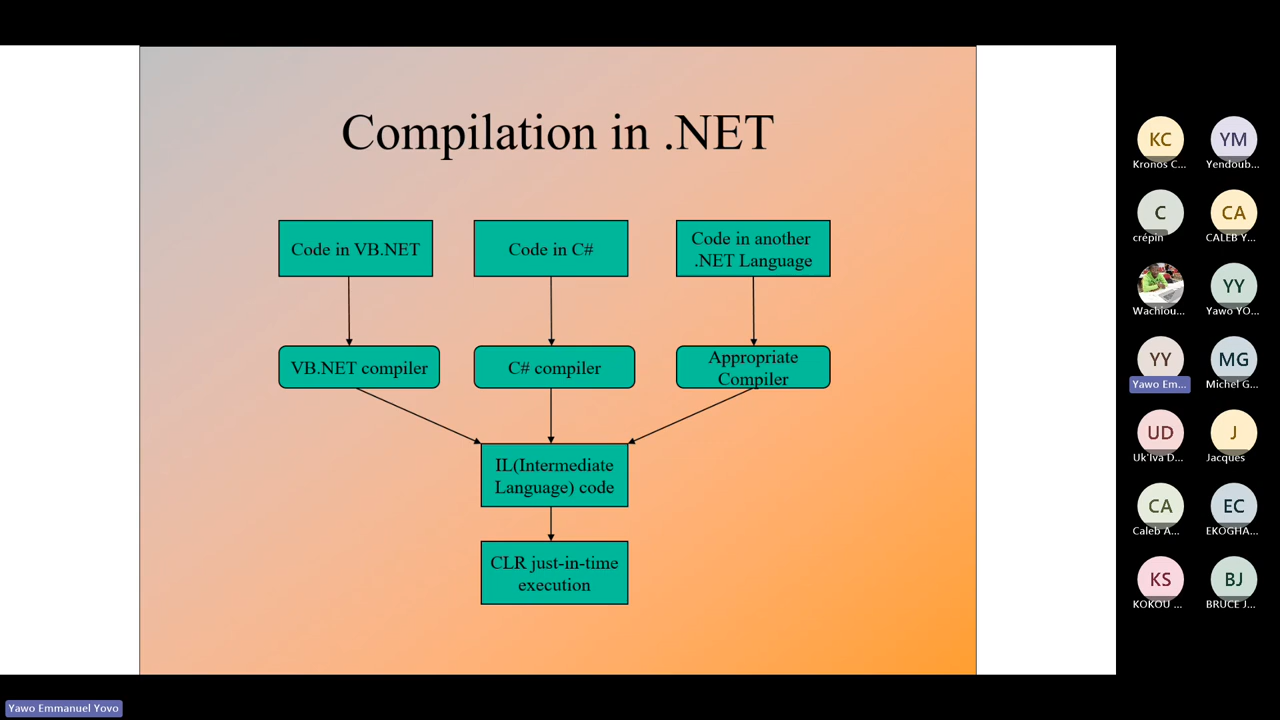 Compilation in .NET
Code in VB.NET
Code in C#
Code in another
.NET Language
VB.NET compiler
C# compiler
Appropriate
Compiler
IL(Intermediate
Language) code
CLR just-in-time
execution
KC
Kronos C...
YM
Yendoub...
C
crépin
CA
CALEB Y...
Wachiou...
YY
Yawo YO...
YY
Yawo Em...
MG
Michel G...
UD
Uk'lva D...
J
Jacques
CA
Caleb A...
EC
EKOGHA...
KS
KOKOU ...
BJ
BRUCE J...
Yawo Emmanuel Yovo